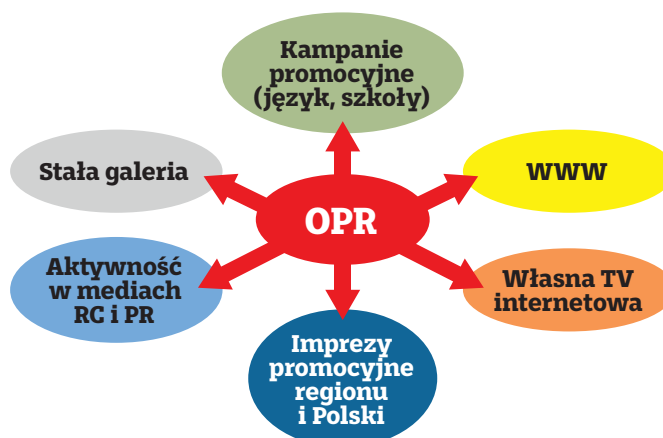 Kampanie
promocyjne
(język, szkoły)
Stała galeria
WWW
OPR
Aktywność
w mediach
RC i PR
Własna TV
internetowa
Imprezy
promocyjne
regionu
i Polski